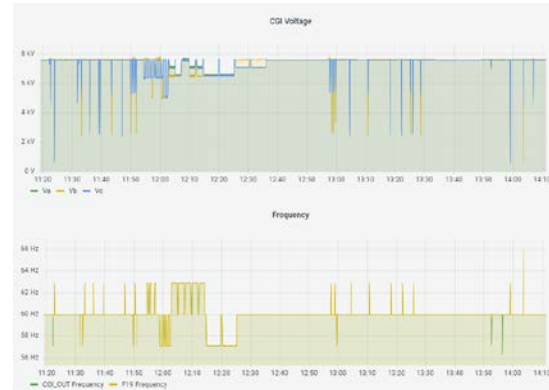 CGI Voltage
8 kV
6 kV
4 kV
2 kV
0 V
11:20 11:30 11:40 11:50 12:00 12:10 12:20 12:30 12:40 12:50 13:00 13:10 13:20 13:30 13:40 13:50 14:00 14:10
Va Vb Vc
Frequency
66 Hz
64 Hz
62 Hz
60 Hz
58 Hz
56 Hz
11:20 11:30 11:40 11:50 12:00 12:10 12:20 12:30 12:40 12:50 13:00 13:10 13:20 13:30 13:40 13:50 14:00 14:10
CGI_OUT Frequency F1S Frequency